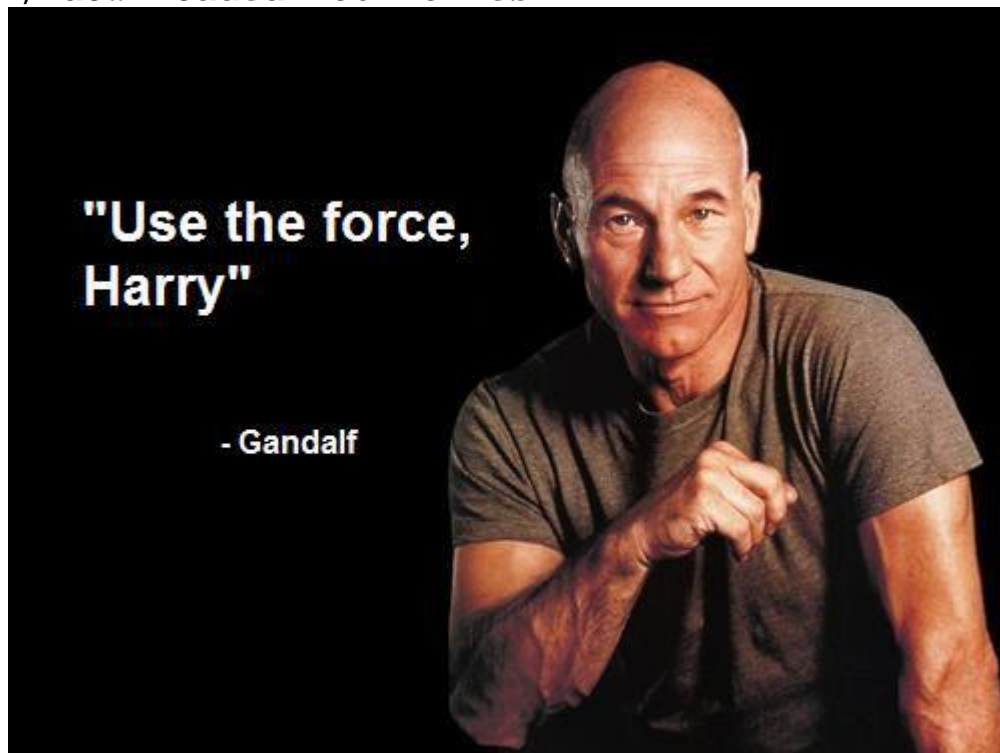 "Use the force,
Harry"
- Gandalf